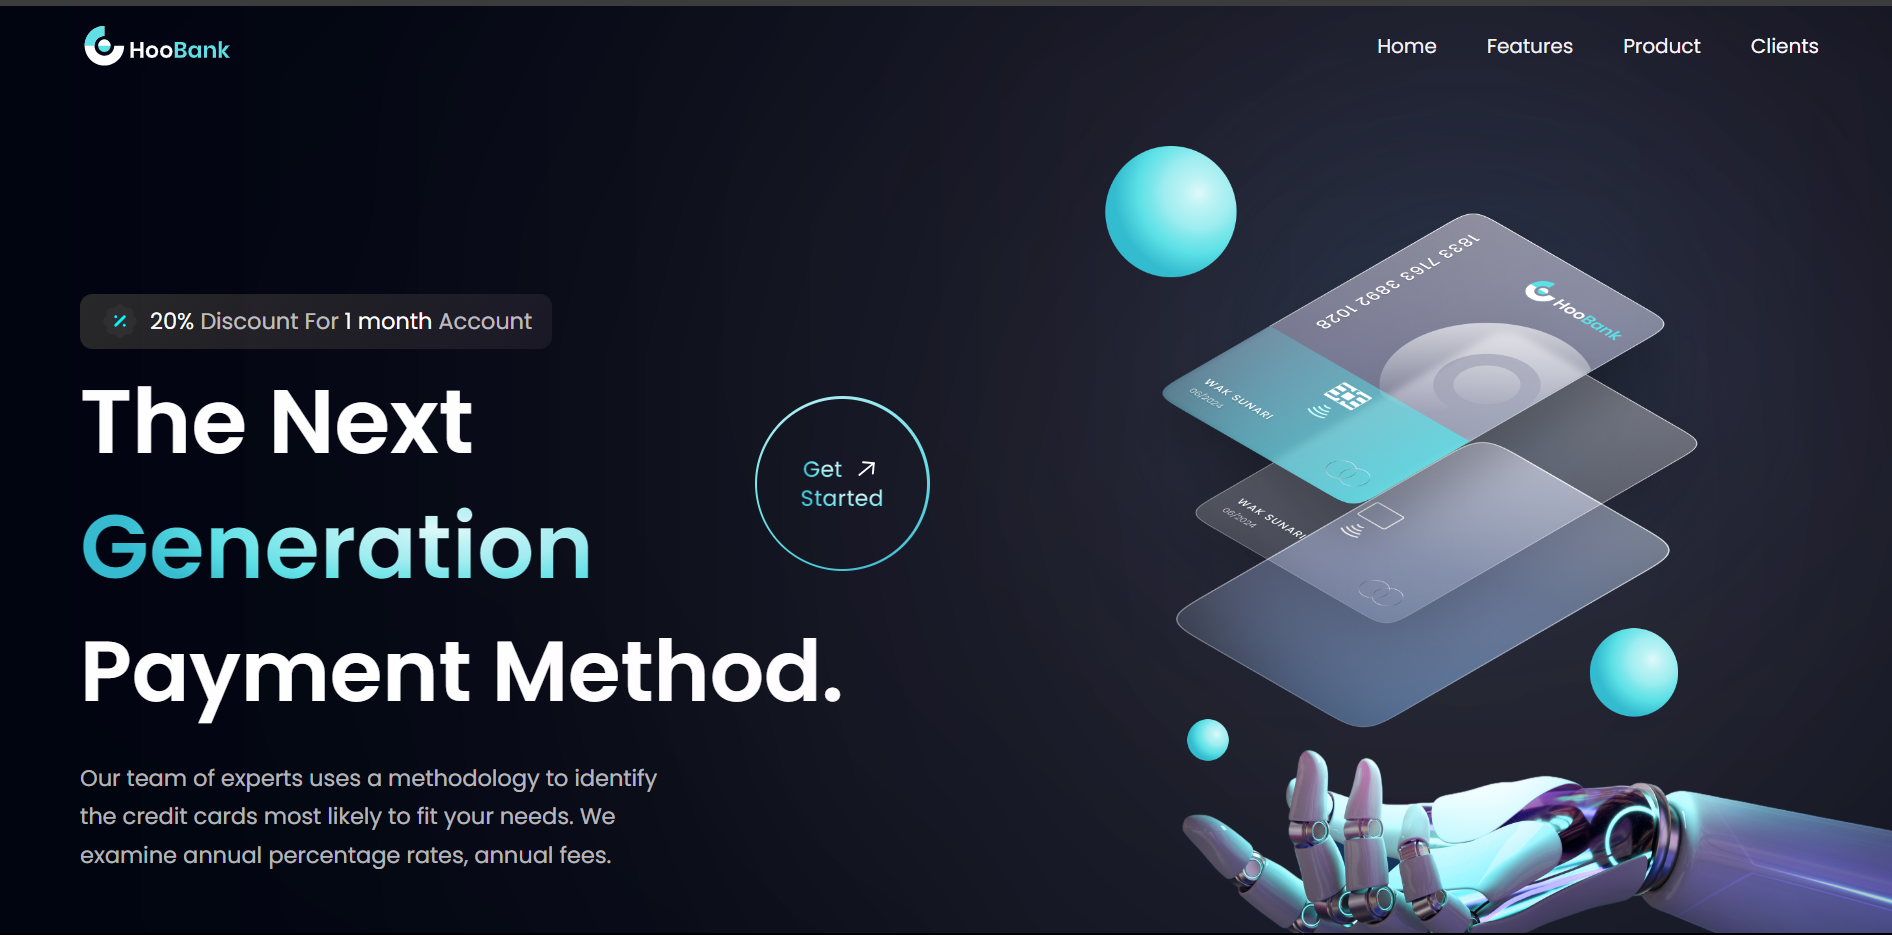 HooBank
Home Features Product Clients
20% Discount For 1 month Account
The Next
Generation
Payment Method.
Get
Started
Our team of experts uses a methodology to identify
the credit cards most likely to fit your needs. We
examine annual percentage rates, annual fees.
1833 7163 3892 1028
HooBank
WAK SUNARI
06/2024
WAK SUNARI
06/2024